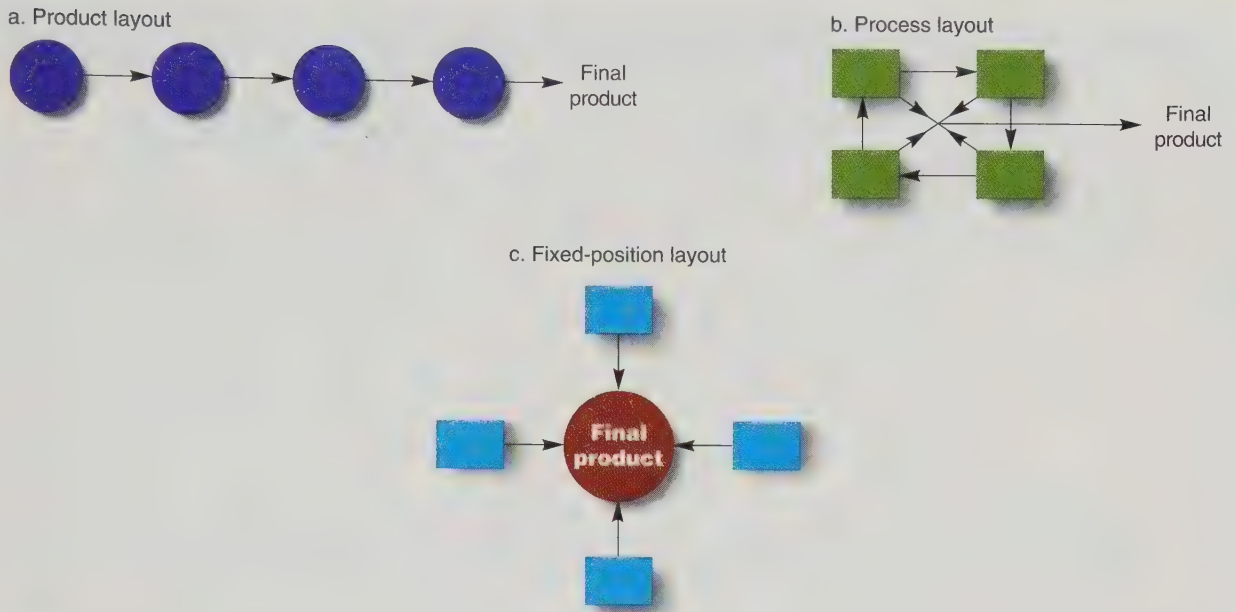 a. Product layout
Final
product
b. Process layout
Final
product
c. Fixed-position layout
Final
product